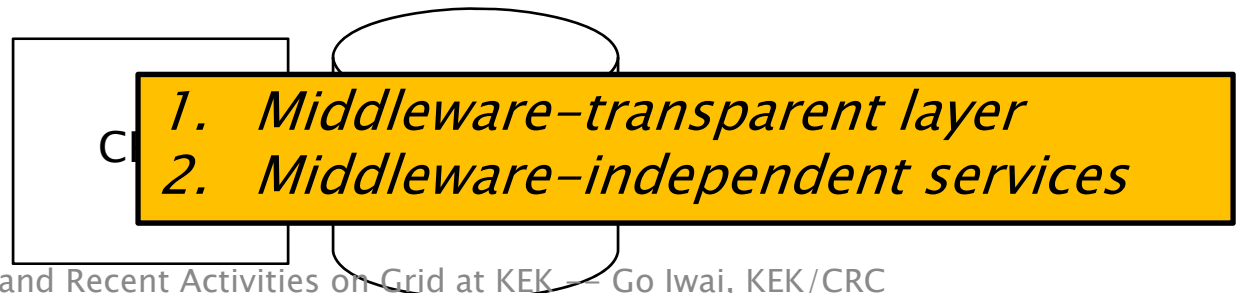 1. Middleware-transparent layer
2. Middleware-independent services
and Recent Activities on Grid at KEK -- Go Iwai, KEK/CRC